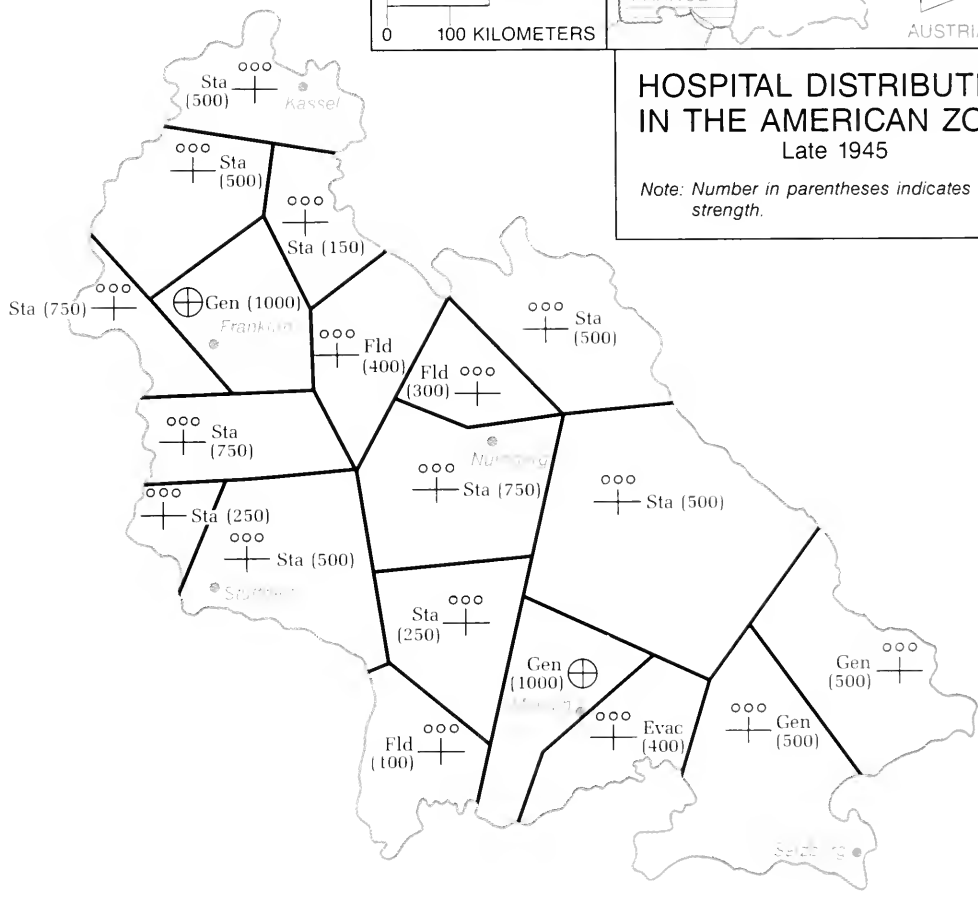 0 100 KILOMETERS
AUSTRIA
HOSPITAL DISTRIBUTI
IN THE AMERICAN ZO
Late 1945
Note: Number in parentheses indicates
strength.
Sta
(500)
Kassel
Sta
(500)
Sta (150)
Sta (750)
Gen (1000)
Fld
(400)
Fld
(300)
Sta
(500)
Sta
(750)
Sta (750)
Sta (500)
Sta (250)
Sta (500)
Sta
(250)
Gen
(1000)
Gen
(500)
Fld
Evac
(400)
Gen
(500)